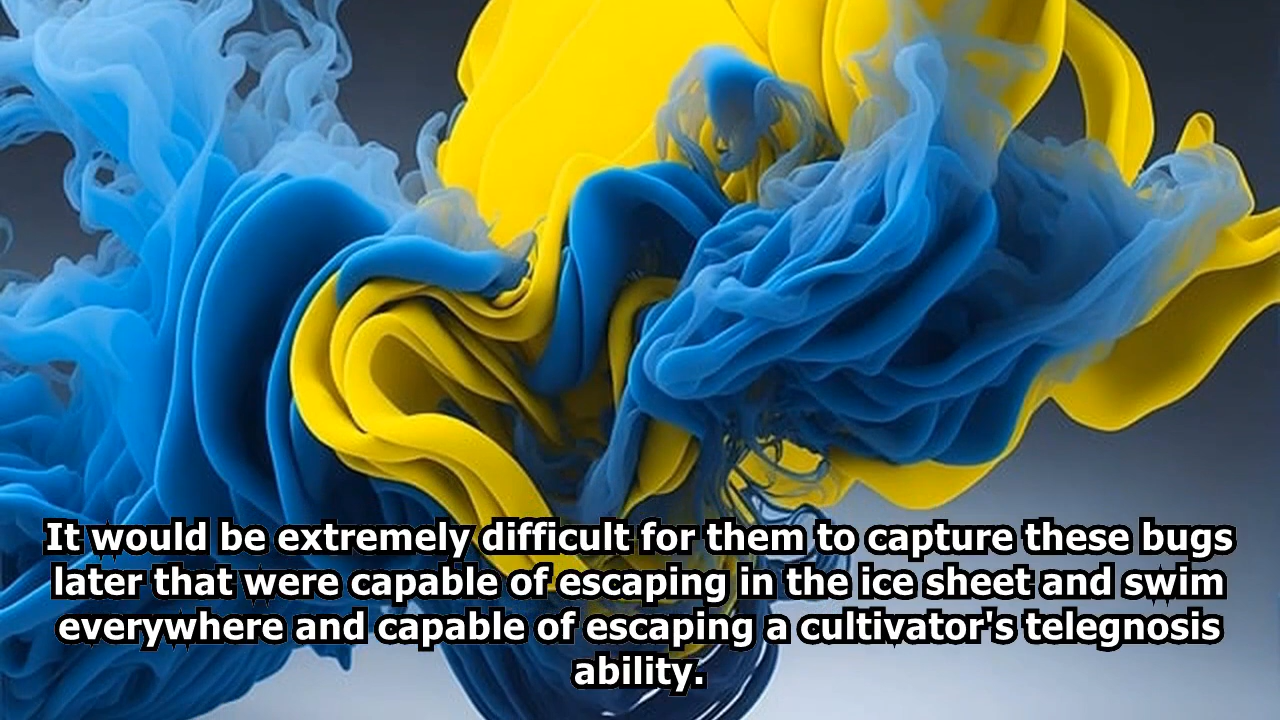 It would be extremely difficult for them to capture these bugs
later that were capable of escaping in the ice sheet and swim
everywhere and capable of escaping a cultivator's telegnosis
ability.